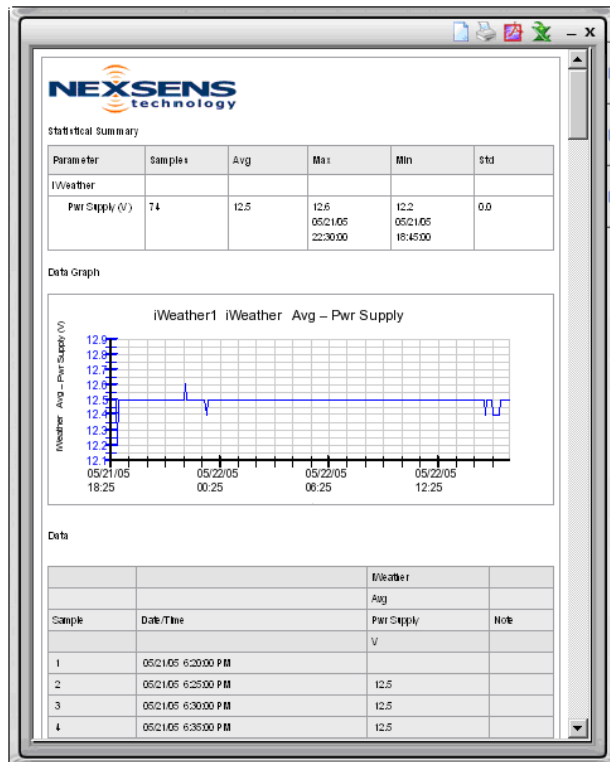 NEXSENS
technology
Statistical Summary
Parameter Samples Avg Max Min Std
iWeather
Pwr Supply (V) 74 12.5 12.6 12.2 0.0
05/21/05 05/21/05
22:30:00 18:45:00
Data Graph
iWeather1 iWeather Avg – Pwr Supply
iWeather Avg – Pwr Supply (V)
12.9
12.8
12.7
12.6
12.5
12.4
12.3
12.2
12.1
05/21/05 05/22/05 05/22/05 05/22/05
18:25 00:25 06:25 12:25
Data
iWeather
Avg
Sample Date/Time Pwr Supply Note
V
1 05/21/05 6:20:00 PM
2 05/21/05 6:25:00 PM 12.5
3 05/21/05 6:30:00 PM 12.5
4 05/21/05 6:35:00 PM 12.5